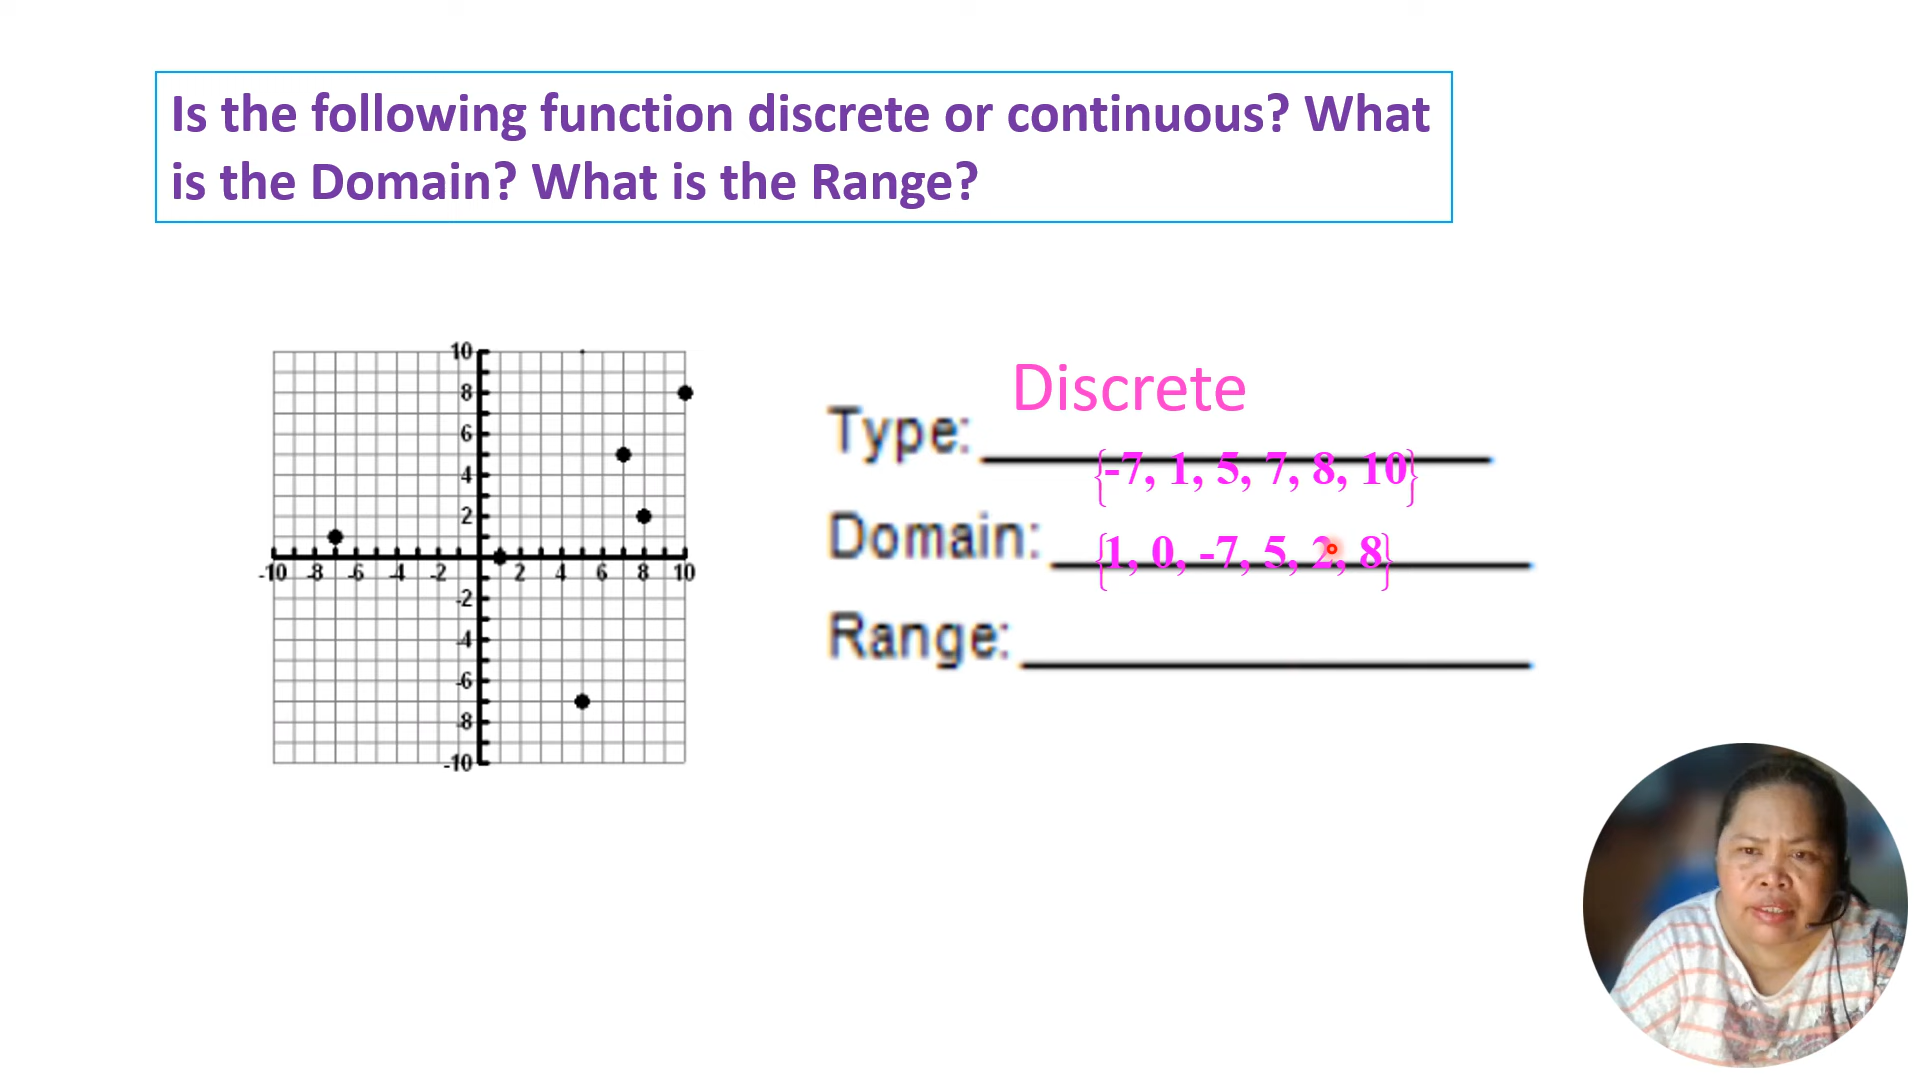 Is the following function discrete or continuous? What
is the Domain? What is the Range?
10
8
6
4
2
-10 -8 -6 -4 -2 2 4 6 8 10
-2
-4
-6
-8
-10
Discrete
Type:
{-7, 1, 5, 7, 8, 10}
Domain:
{1, 0, -7, 5, 2, 8}
Range: